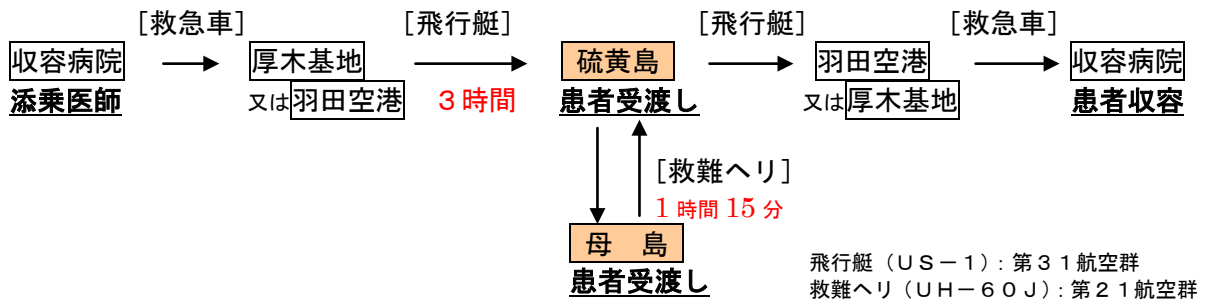 [救急車] [飛行艇] [飛行艇] [救急車]
収容病院 厚木基地 硫黄島 羽田空港 収容病院
添乗医師 又は羽田空港 3時間 患者受渡し 又は厚木基地 患者収容
[救難ヘリ]
1時間15分
母 島
患者受渡し
飛行艇(US-1):第31航空群
救難ヘリ(UH-60J):第21航空群